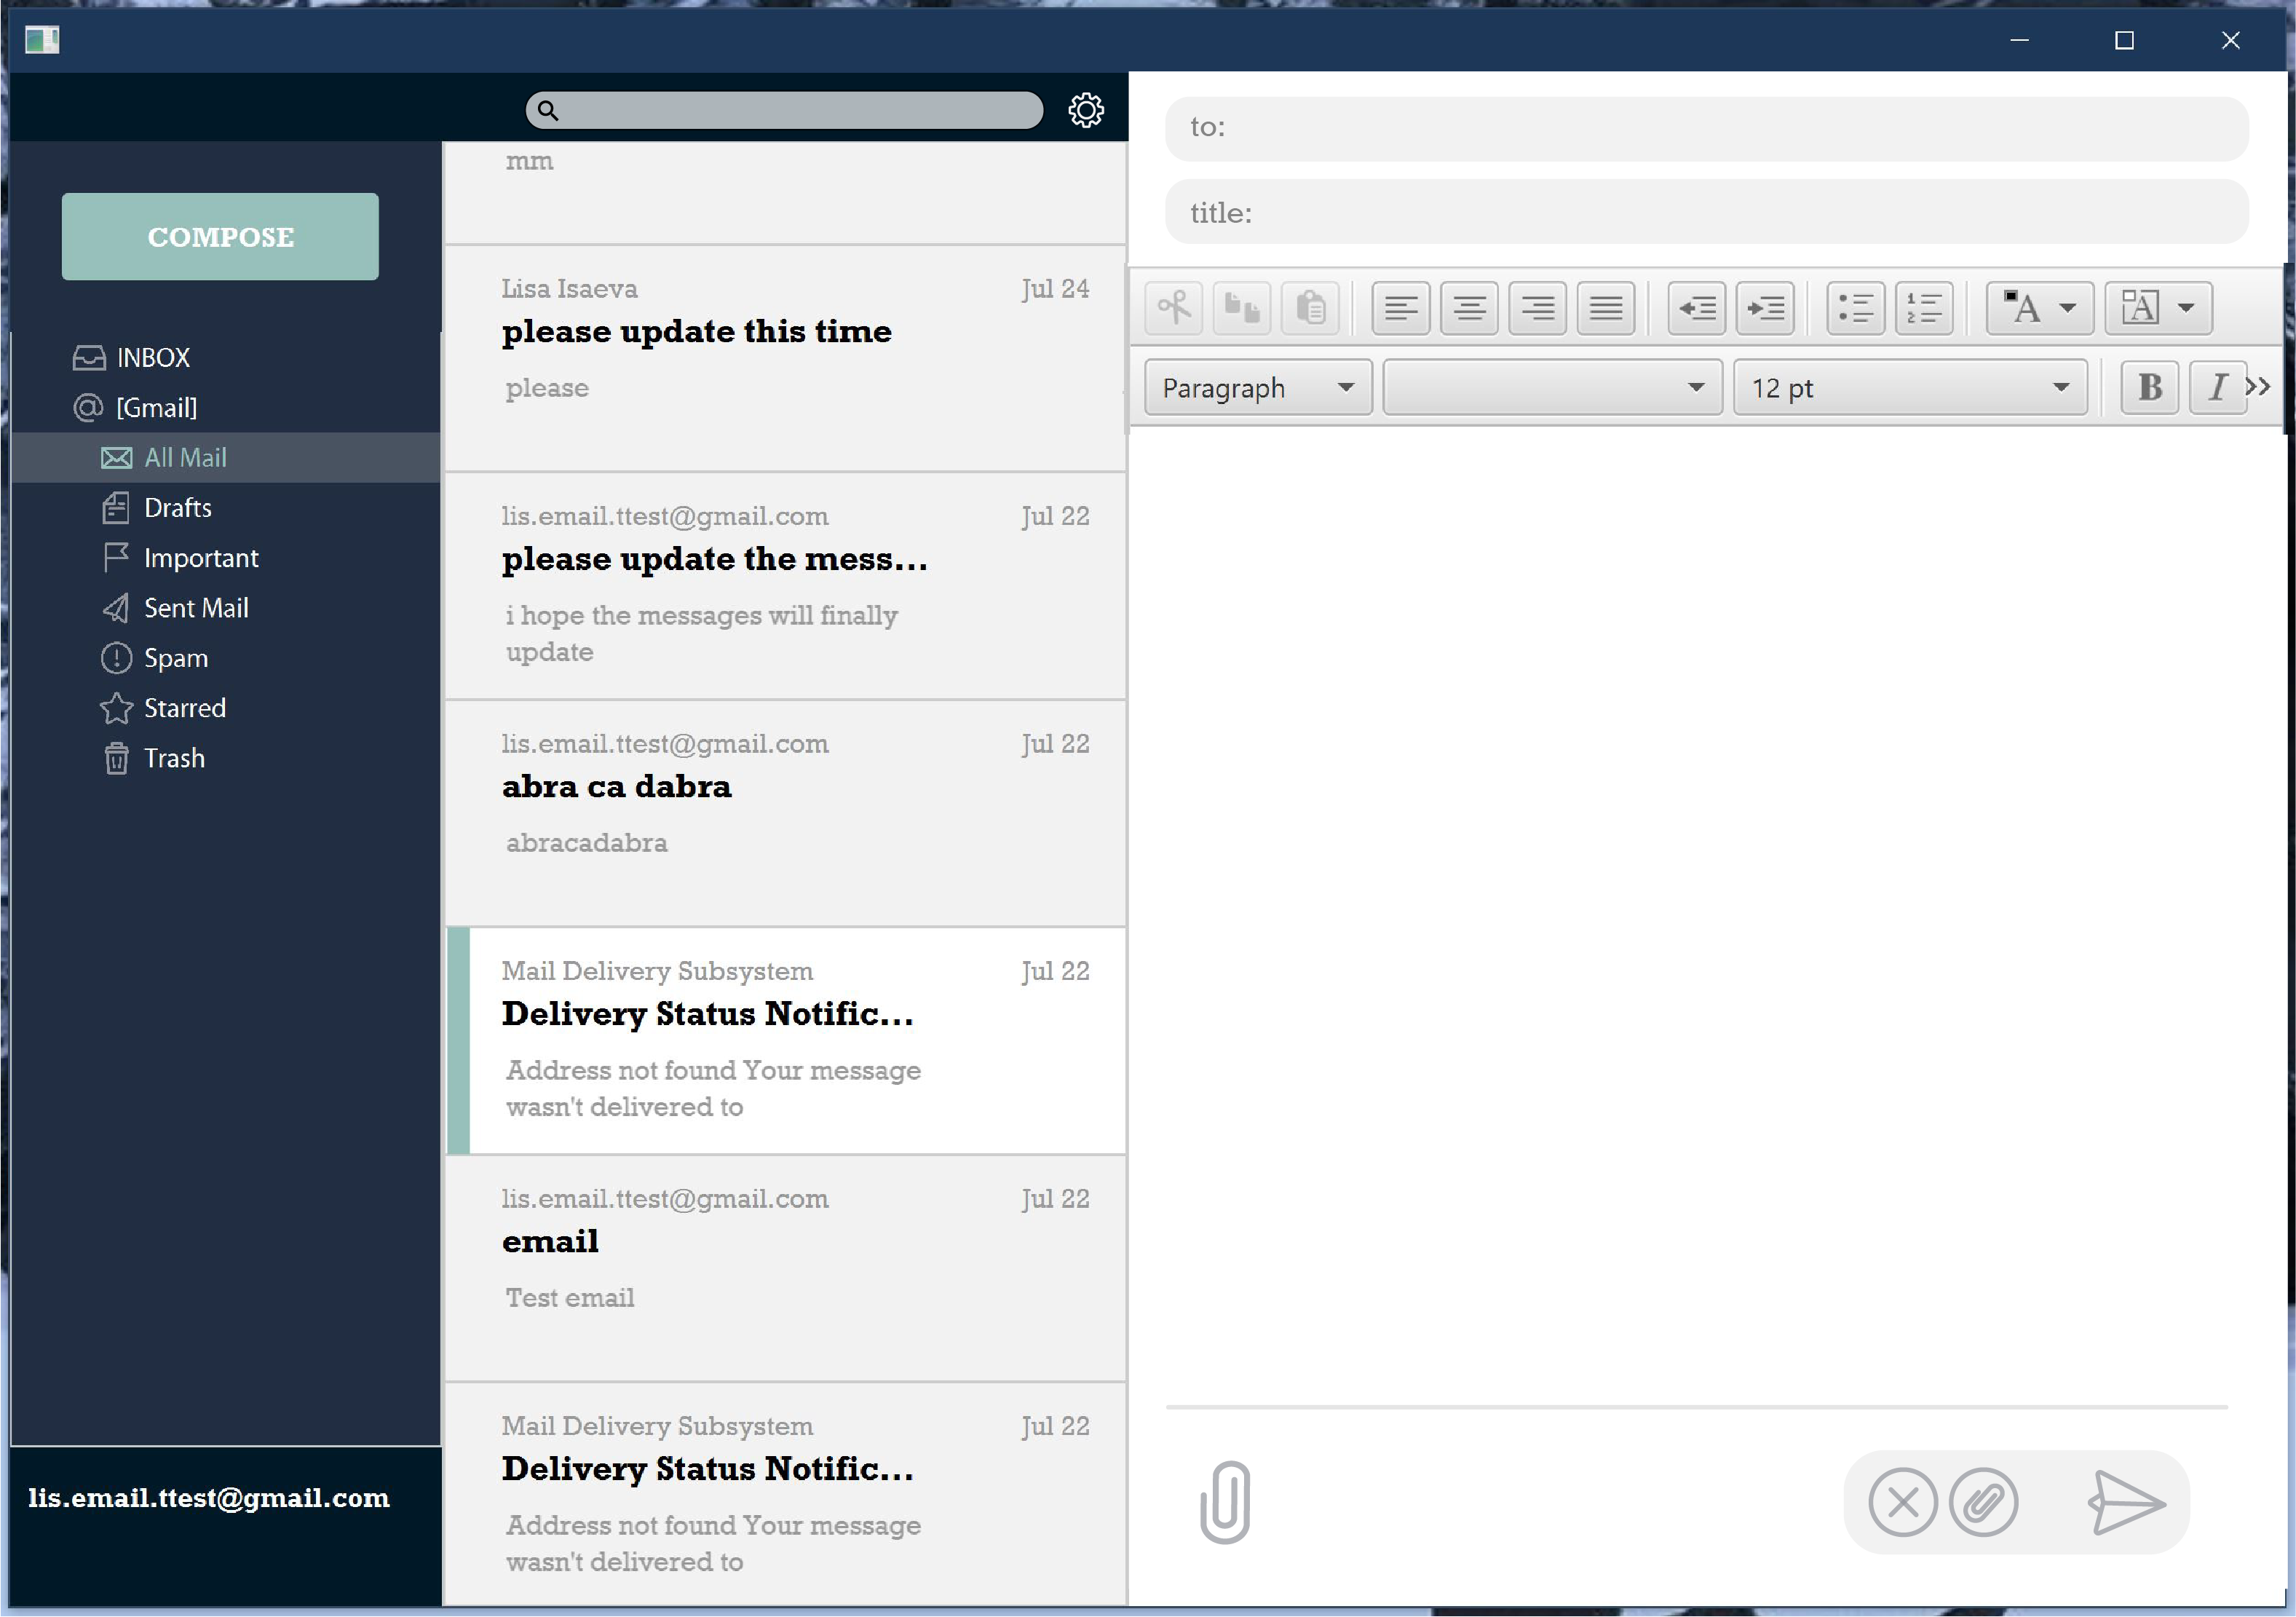 COMPOSE
INBOX
[Gmail]
All Mail
Drafts
Important
Sent Mail
Spam
Starred
Trash
lis.email.ttest@gmail.com
mm
Lisa Isaeva Jul 24
please update this time
please
lis.email.ttest@gmail.com Jul 22
please update the mess...
i hope the messages will finally
update
lis.email.ttest@gmail.com Jul 22
abra ca dabra
abracadabra
Mail Delivery Subsystem Jul 22
Delivery Status Notific...
Address not found Your message
wasn't delivered to
lis.email.ttest@gmail.com Jul 22
email
Test email
Mail Delivery Subsystem Jul 22
Delivery Status Notific...
Address not found Your message
wasn't delivered to
to:
title:
Paragraph 12 pt B I